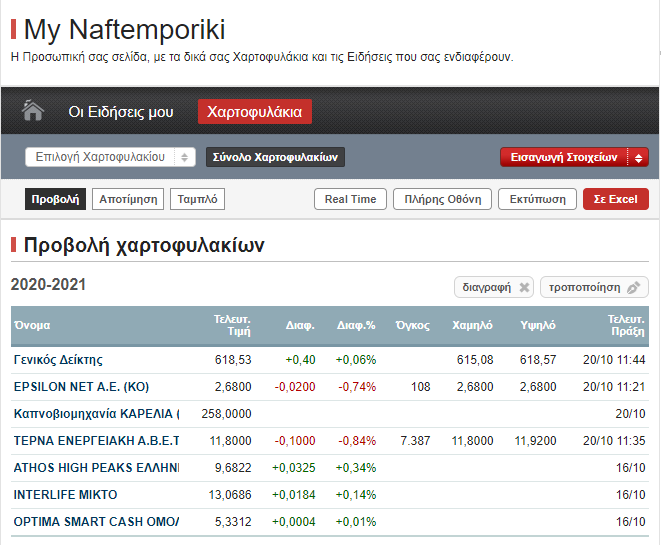 My Naftemporiki
Η Προσωπική σας σελίδα, με τα δικά σας Χαρτοφυλάκια και τις Ειδήσεις που σας ενδιαφέρουν.
Οι Ειδήσεις μου Χαρτοφυλάκια
Επιλογή Χαρτοφυλακίου Σύνολο Χαρτοφυλακίων Εισαγωγή Στοιχείων
Προβολή Αποτίμηση Ταμπλό Real Time Πλήρης Οθόνη Εκτύπωση Σε Excel
Προβολή χαρτοφυλακίων
2020-2021 διαγραφή τροποποίηση
Όνομα Τελευτ. Τιμή Διαφ. Διαφ.% Όγκος Χαμηλό Υψηλό Τελευτ. Πράξη
Γενικός Δείκτης 618,53 +0,40 +0,06% 615,08 618,57 20/10 11:44
EPSILON NET Α.Ε. (ΚΟ) 2,6800 -0,0200 -0,74% 108 2,6800 2,6800 20/10 11:21
Καπνοβιομηχανία ΚΑΡΕΛΙΑ ( 258,0000 20/10
ΤΕΡΝΑ ΕΝΕΡΓΕΙΑΚΗ Α.Β.Ε.Τ 11,8000 -0,1000 -0,84% 7.387 11,8000 11,9200 20/10 11:35
ATHOS HIGH PEAKS ΕΛΛΗΝΙ 9,6822 +0,0325 +0,34% 16/10
INTERLIFE ΜΙΚΤΟ 13,0686 +0,0184 +0,14% 16/10
OPTIMA SMART CASH ΟΜΟΛ 5,3312 +0,0004 +0,01% 16/10